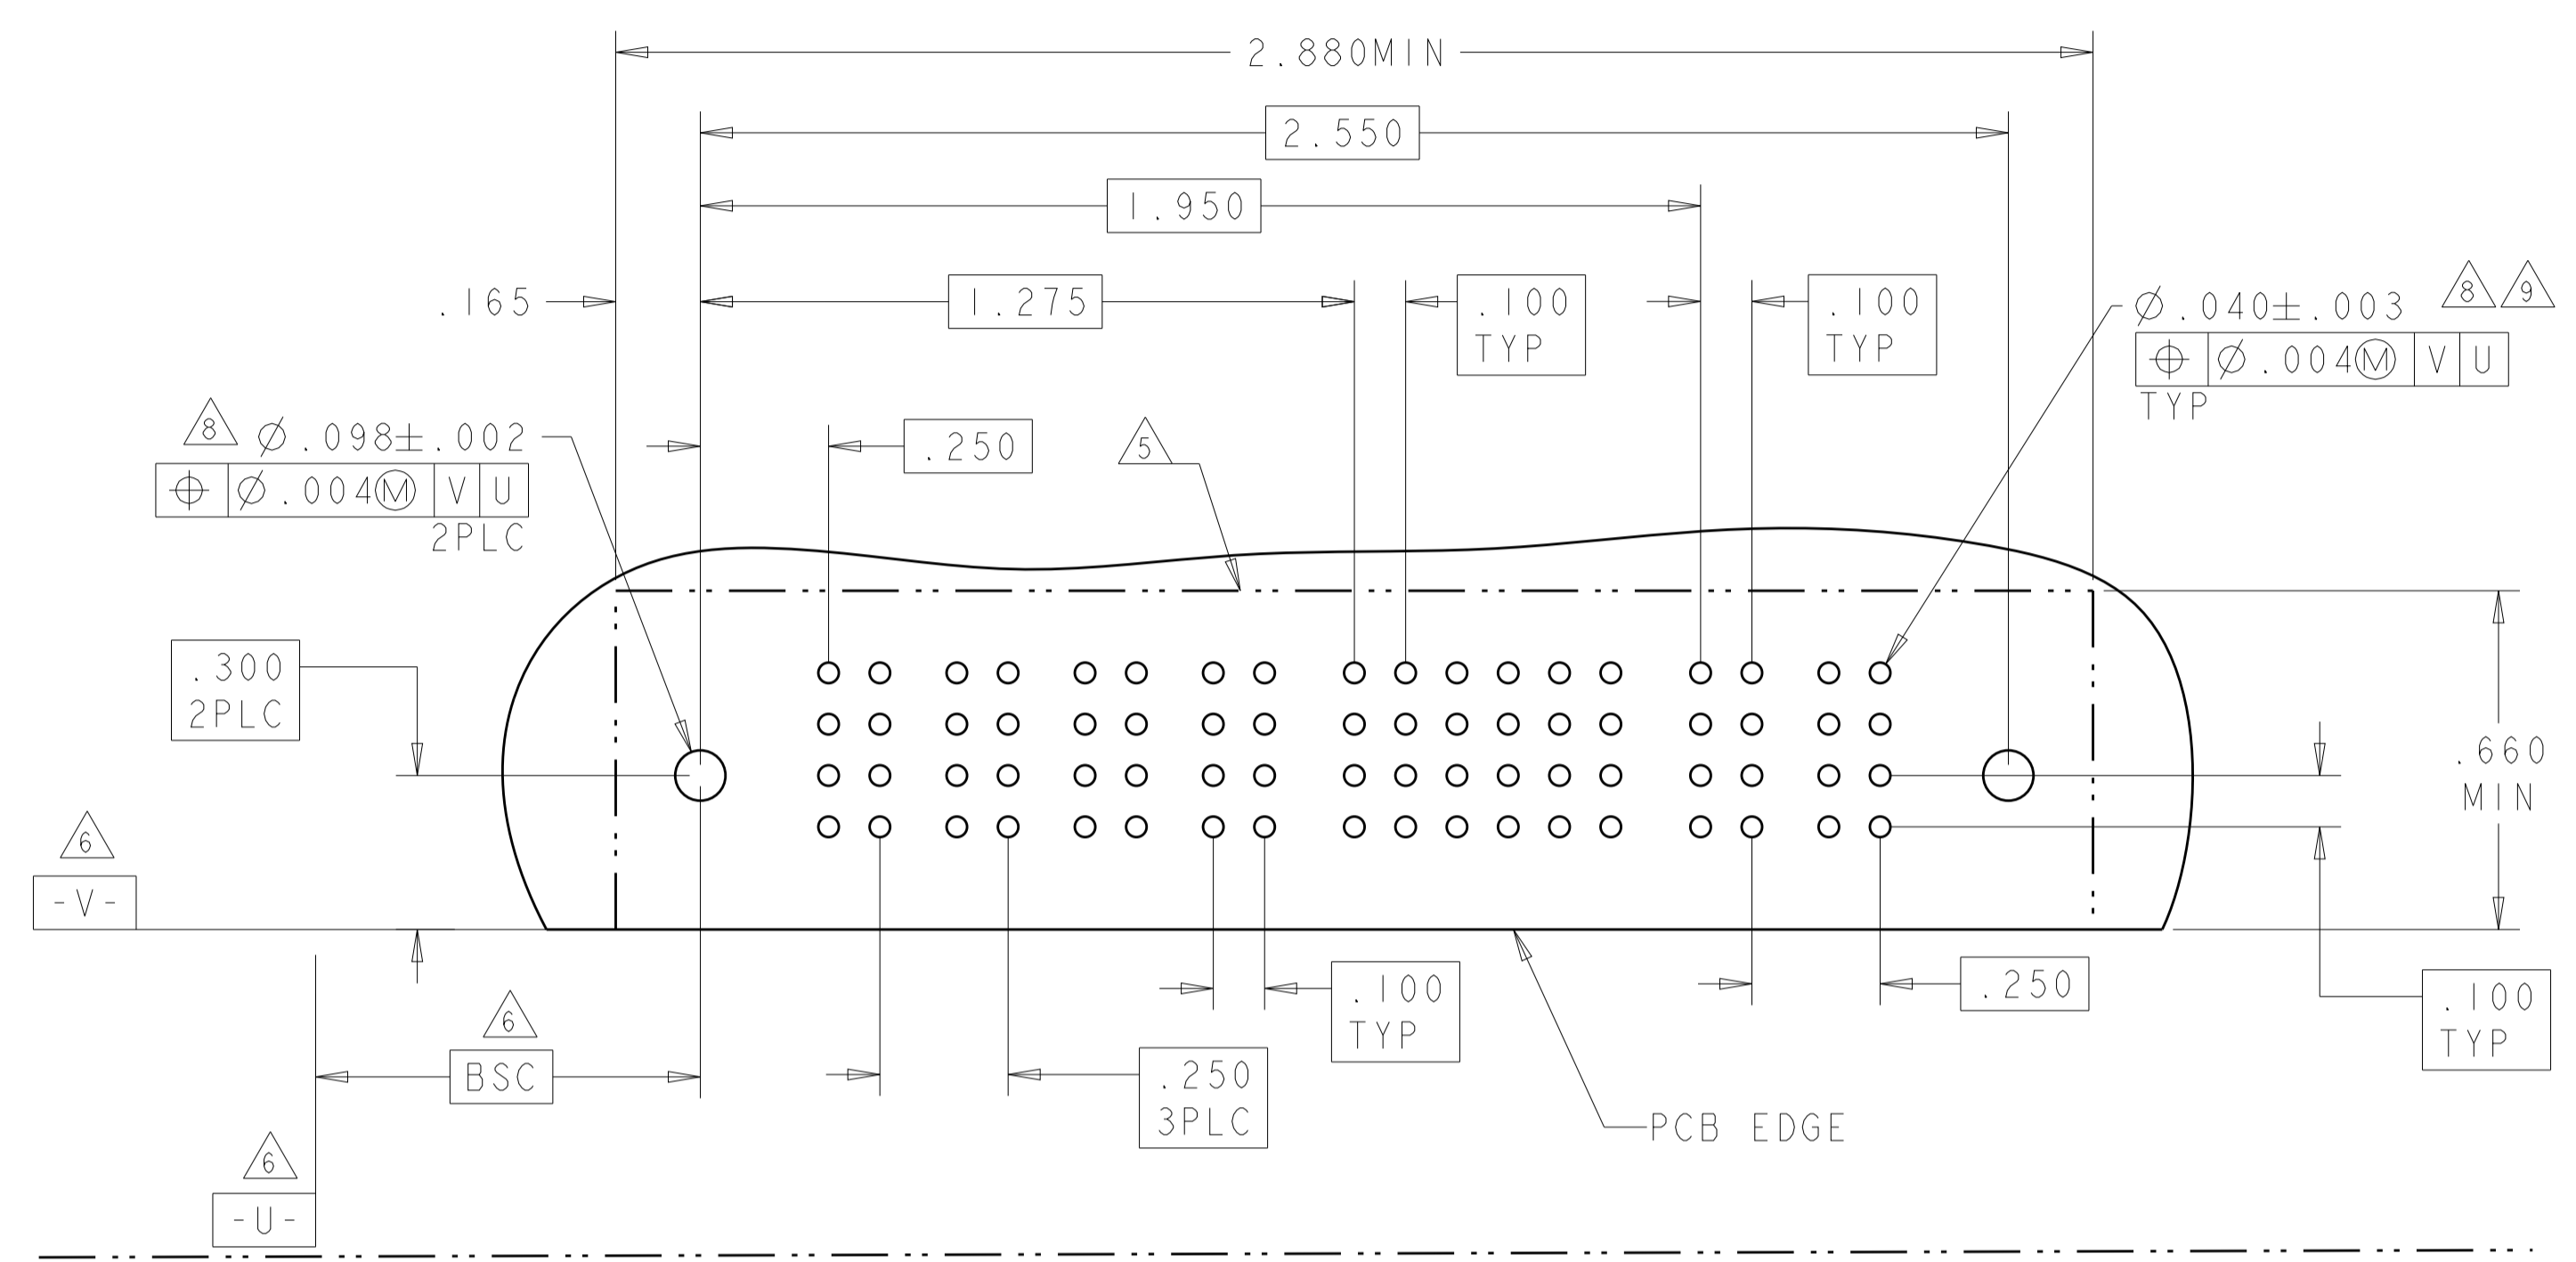 2.880MIN
2.550
1.950
.165
1.275
.100
TYP
.100
TYP
Ø.040±.003
8
9
⌖ Ø.004Ⓜ V U
TYP
8
Ø.098±.002
⌖ Ø.004Ⓜ V U
2PLC
.250
5
.300
2PLC
.660
MIN
6
-V-
6
BSC
.100
TYP
.250
.100
TYP
.250
3PLC
PCB EDGE
6
-U-